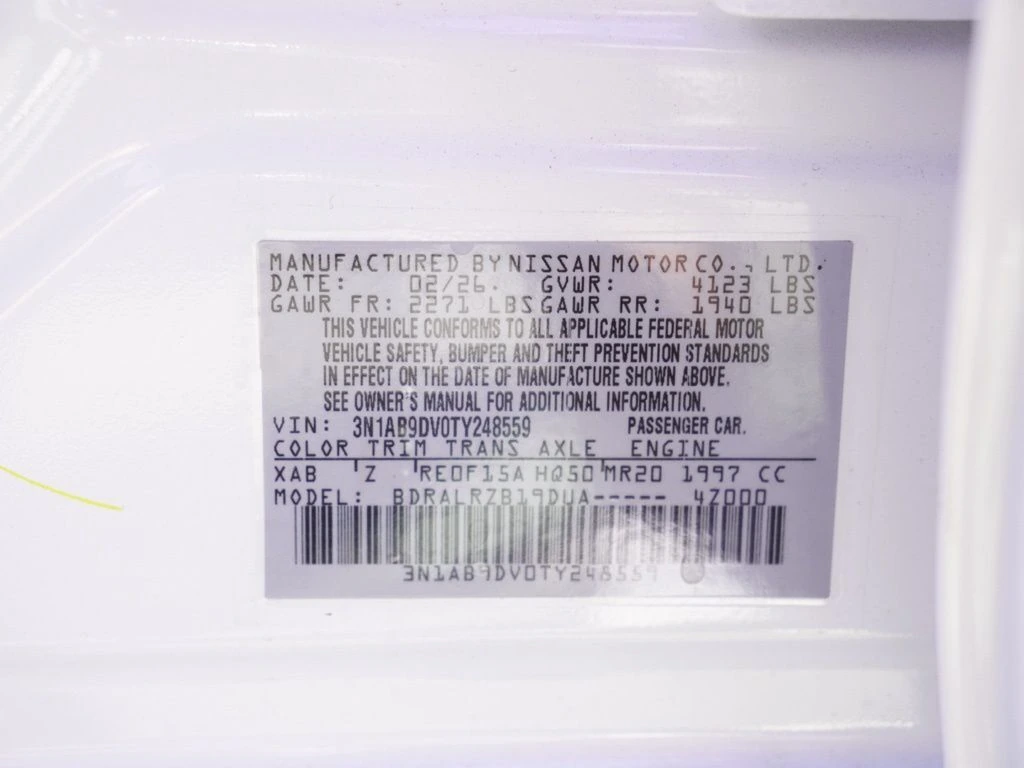 MANUFACTURED BY NISSAN MOTOR CO., LTD.
DATE: 02/26. GVWR: 4123 LBS
GAWR FR: 2271 LBS GAWR RR: 1940 LBS
THIS VEHICLE CONFORMS TO ALL APPLICABLE FEDERAL MOTOR
VEHICLE SAFETY, BUMPER AND THEFT PREVENTION STANDARDS
IN EFFECT ON THE DATE OF MANUFACTURE SHOWN ABOVE.
SEE OWNER'S MANUAL FOR ADDITIONAL INFORMATION.
VIN: 3N1AB9DV0TY248559 PASSENGER CAR.
COLOR TRIM TRANS AXLE ENGINE
XAB Z RE0F15A HQ50 MR20 1997 CC
MODEL: BDRALRZB19DUA----- 4Z000
3N1AB9DV0TY248559